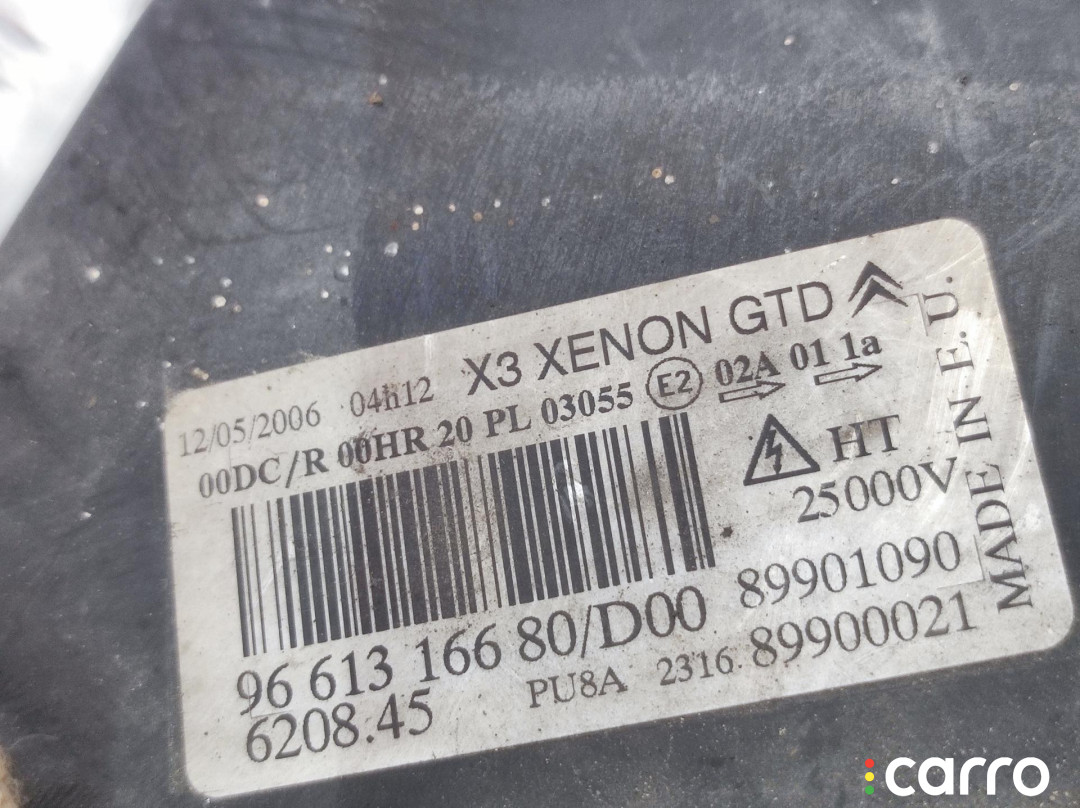 X3 XENON GTD
12/05/2006 04h12
00DC/R 00HR 20 PL 03055 E2 02A 01 1a
HT
25000V
89901090
96 613 166 80/D00
6208.45
PU8A 2316 89900021
MADE IN E.U.
carro